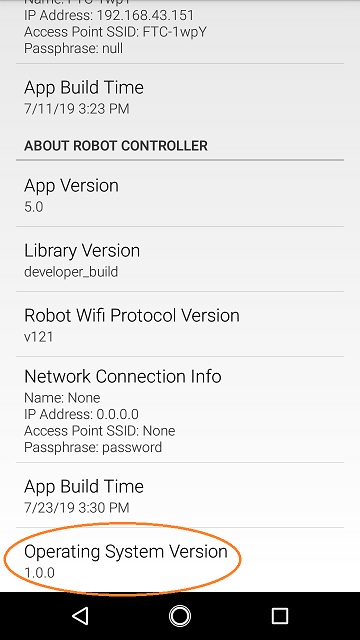 Name: FTC-1wpY
IP Address: 192.168.43.151
Access Point SSID: FTC-1wpY
Passphrase: null
App Build Time
7/11/19 3:23 PM
ABOUT ROBOT CONTROLLER
App Version
5.0
Library Version
developer_build
Robot Wifi Protocol Version
v121
Network Connection Info
Name: None
IP Address: 0.0.0.0
Access Point SSID: None
Passphrase: password
App Build Time
7/23/19 3:30 PM
Operating System Version
1.0.0